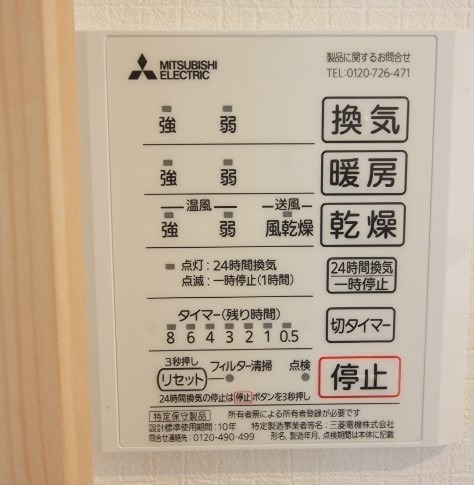 MITSUBISHI
ELECTRIC
製品に関するお問合せ
TEL:0120-726-471
強 弱 換気
強 弱 暖房
温風 送風
強 弱 風乾燥 乾燥
点灯:24時間換気
点滅:一時停止(1時間)
24時間換気
一時停止
タイマー(残り時間)
8 6 4 3 2 1 0.5
切タイマー
3秒押し
リセット フィルター清掃 点検
停止
24時間換気の停止は停止ボタンを3秒押し
特定保守製品 所有者票による所有者登録が必要です
設計標準使用期間:10年 特定製造事業者等名:三菱電機株式会社
問合せ連絡先:0120-490-499 形名、製造年月、点検期間は本体に記載